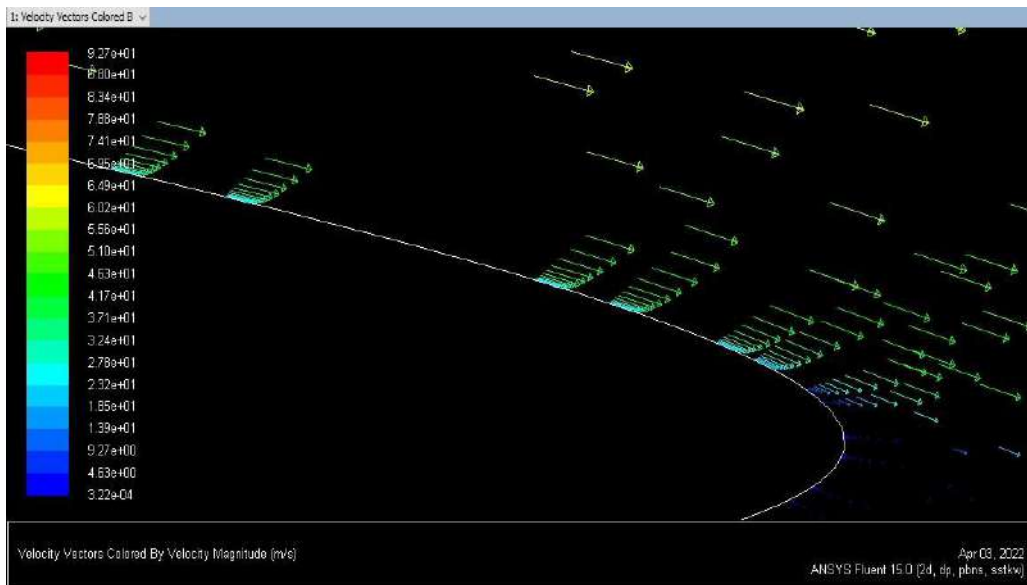 1: Velocity Vectors Colored B
9.27e+01
8.80e+01
8.34e+01
7.88e+01
7.41e+01
6.95e+01
6.49e+01
6.02e+01
5.56e+01
5.10e+01
4.63e+01
4.17e+01
3.71e+01
3.24e+01
2.78e+01
2.32e+01
1.85e+01
1.39e+01
9.27e+00
4.63e+00
3.22e-04
Velocity Vectors Colored By Velocity Magnitude (m/s)
Apr 03, 2022
ANSYS Fluent 15.0 (2d, dp, pbns, sstkw)